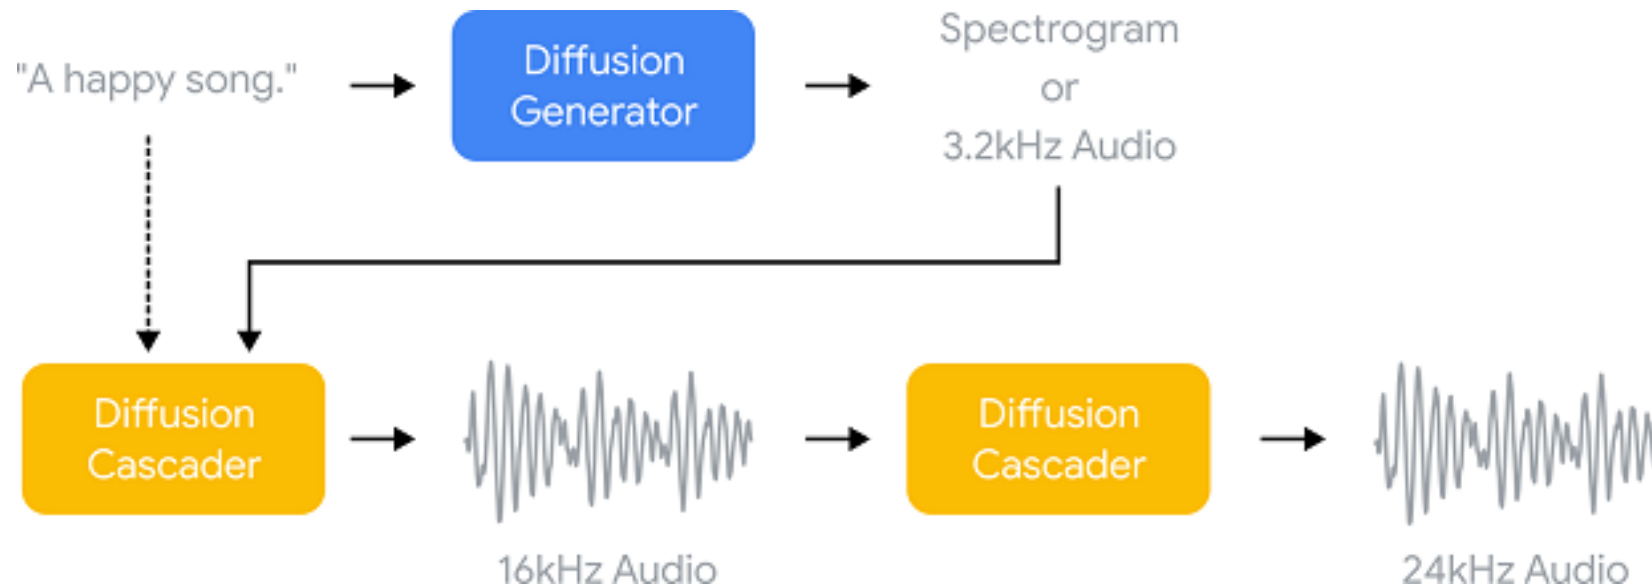 "A happy song."
Diffusion
Generator
Spectrogram
or
3.2kHz Audio
Diffusion
Cascader
16kHz Audio
Diffusion
Cascader
24kHz Audio